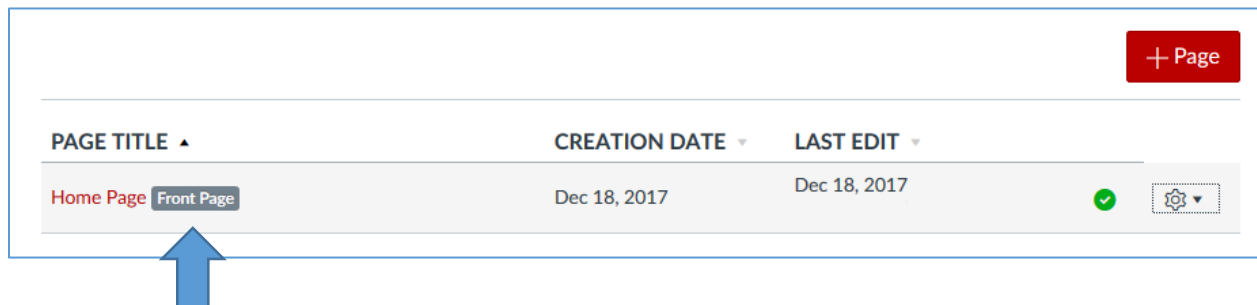 + Page
PAGE TITLE CREATION DATE LAST EDIT
Home Page Front Page Dec 18, 2017 Dec 18, 2017